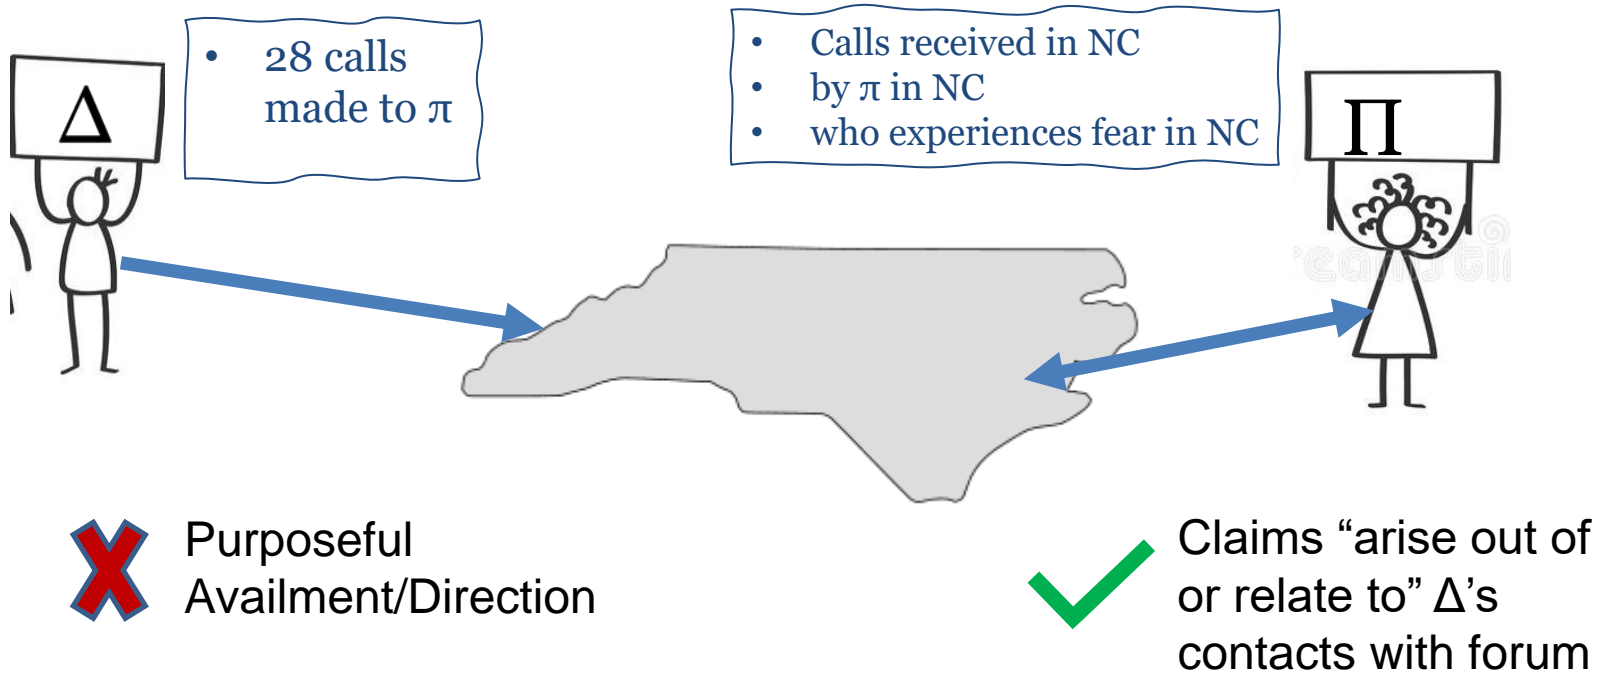 Δ
• 28 calls
made to π
• Calls received in NC
• by π in NC
• who experiences fear in NC
Π
Purposeful
Availment/Direction
Claims “arise out of
or relate to” Δ’s
contacts with forum